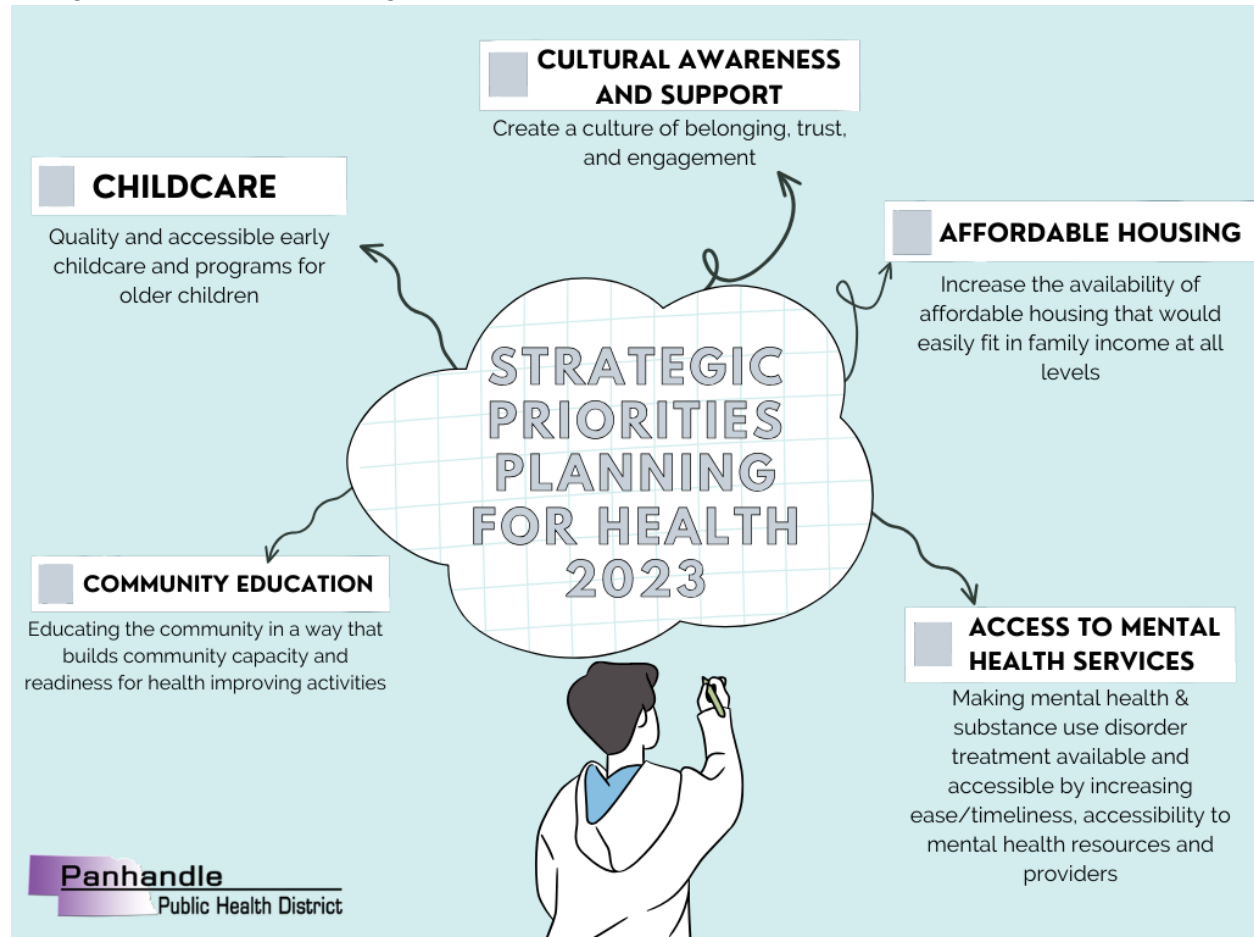 CULTURAL AWARENESS
AND SUPPORT
Create a culture of belonging, trust,
and engagement
CHILDCARE
Quality and accessible early
childcare and programs for
older children
AFFORDABLE HOUSING
Increase the availability of
affordable housing that would
easily fit in family income at all
levels
STRATEGIC
PRIORITIES
PLANNING
FOR HEALTH
2023
COMMUNITY EDUCATION
Educating the community in a way that
builds community capacity and
readiness for health improving activities
ACCESS TO MENTAL
HEALTH SERVICES
Making mental health &
substance use disorder
treatment available and
accessible by increasing
ease/timeliness, accessibility to
mental health resources and
providers
Panhandle
Public Health District